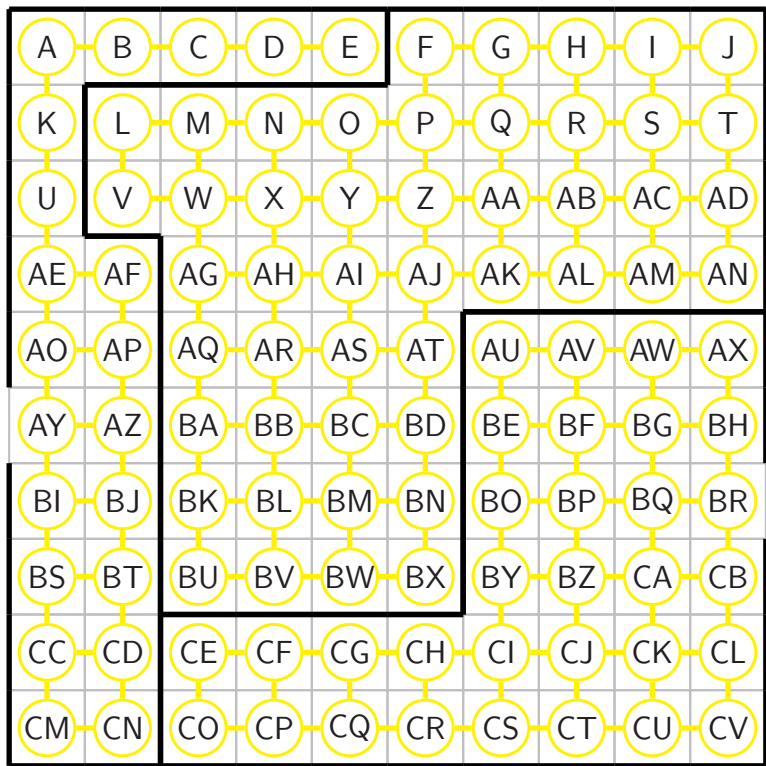 A B C D E F G H I J
K L M N O P Q R S T
U V W X Y Z AA AB AC AD
AE AF AG AH AI AJ AK AL AM AN
AO AP AQ AR AS AT AU AV AW AX
AY AZ BA BB BC BD BE BF BG BH
BI BJ BK BL BM BN BO BP BQ BR
BS BT BU BV BW BX BY BZ CA CB
CC CD CE CF CG CH CI CJ CK CL
CM CN CO CP CQ CR CS CT CU CV